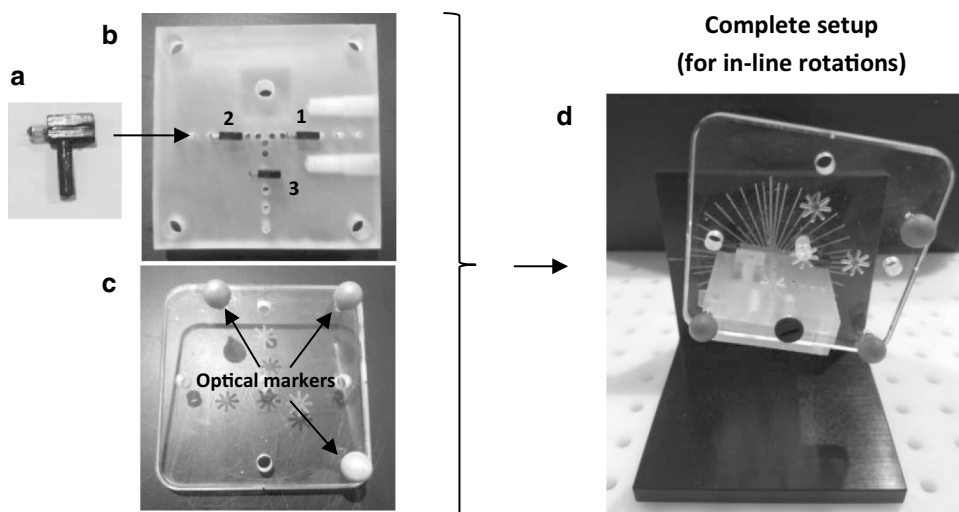 a
b
2
1
3
c
Optical markers
Complete setup
(for in-line rotations)
d